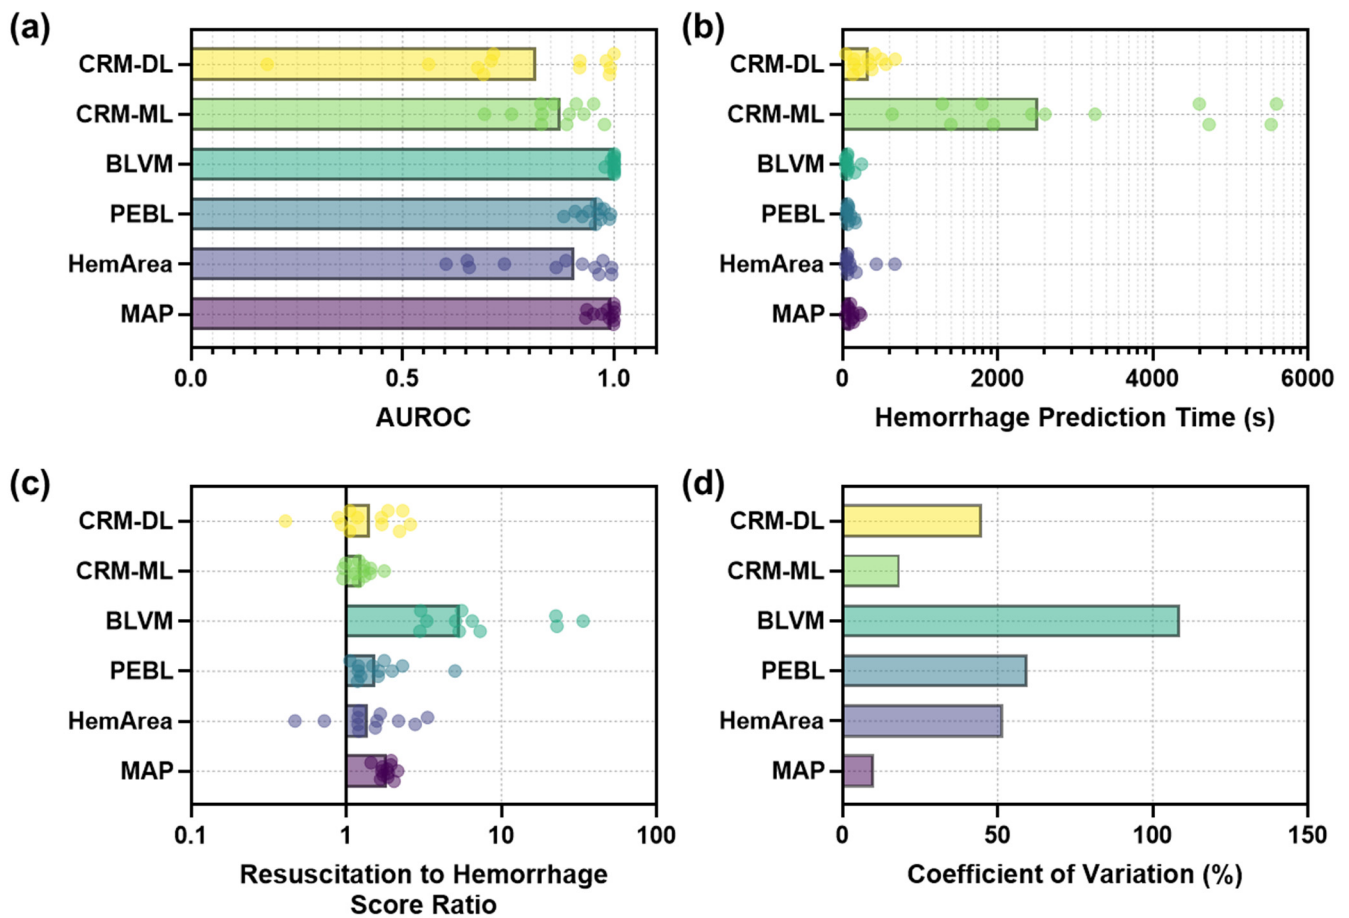 (a)
CRM-DL
CRM-ML
BLVM
PEBL
HemArea
MAP
0.0 0.5 1.0
AUROC
(b)
CRM-DL
CRM-ML
BLVM
PEBL
HemArea
MAP
0 2000 4000 6000
Hemorrhage Prediction Time (s)
(c)
CRM-DL
CRM-ML
BLVM
PEBL
HemArea
MAP
0.1 1 10 100
Resuscitation to Hemorrhage
Score Ratio
(d)
CRM-DL
CRM-ML
BLVM
PEBL
HemArea
MAP
0 50 100 150
Coefficient of Variation (%)